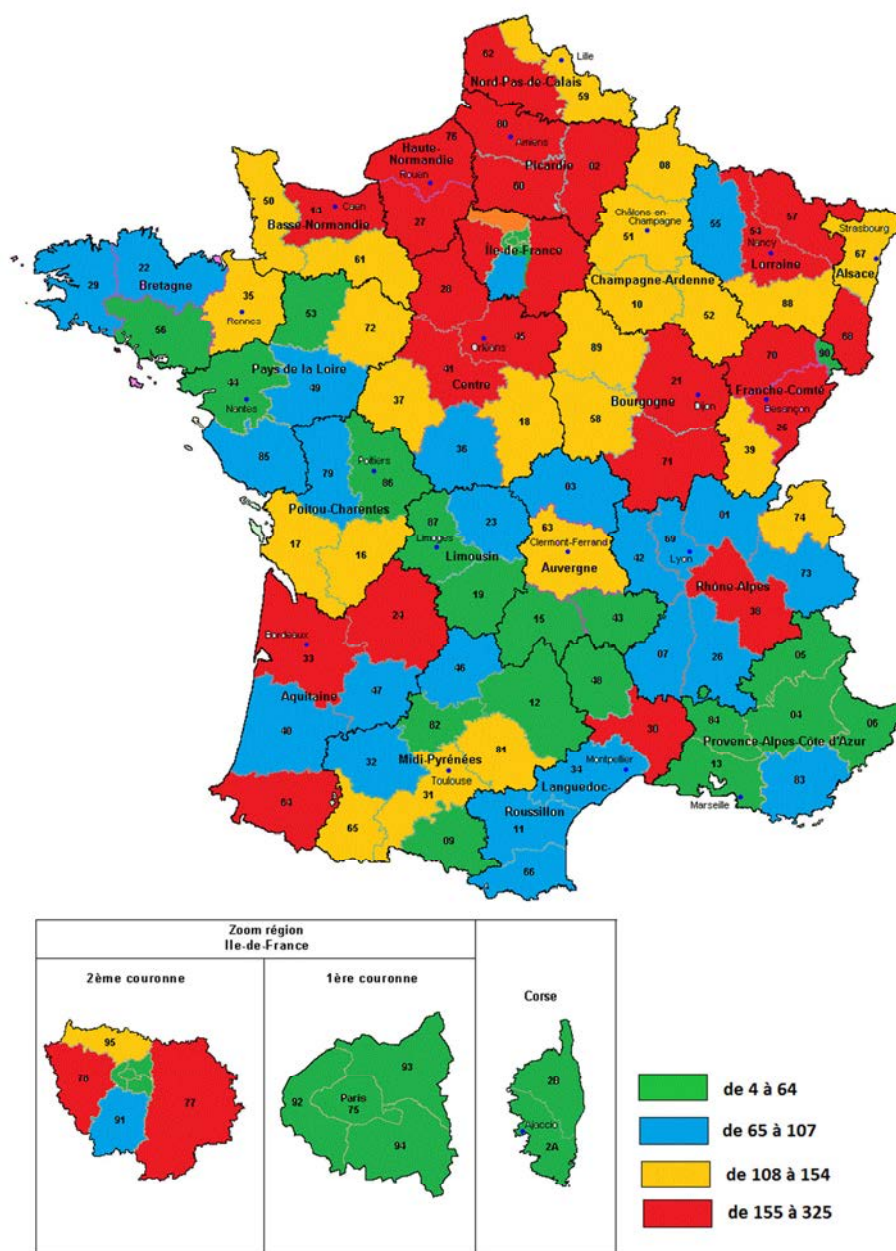 62
Lille
Nord-Pas-de-Calais
59
80
76
Amiens
Haute-
Normandie
Picardie
02
08
Rouen
60
50
14
Caen
Basse-Normandie
27
Châlons-en-
Champagne
51
55
54
57
Nancy
Lorraine
Strasbourg
67
Alsace
Île-de-France
61
Champagne-Ardenne
22
Bretagne
29
35
Rennes
53
28
10
52
88
56
72
68
45
Orléans
89
70
90
44
Pays de la Loire
49
41
Centre
21
Franche-Comté
Nantes
37
18
Bourgogne
Dijon
Besançon
58
25
85
79
Poitiers
86
36
71
39
03
Poitou-Charentes
01
74
87
23
63
69
Limoges
Clermont-Ferrand
42
Lyon
17
16
Limousin
Auvergne
73
Rhône-Alpes
38
19
24
15
43
Bordeaux
33
46
07
26
05
48
47
Aquitaine
12
04
06
40
82
30
84
Provence-Alpes-Côte d'Azur
32
Midi-Pyrénées
81
Montpellier
13
34
Toulouse
83
Languedoc-
64
31
Marseille
65
Roussillon
11
09
66
Zoom région
Ile-de-France
2ème couronne
1ère couronne
Corse
95
78
77
91
93
92
Paris
75
94
2B
Ajaccio
2A
de 4 à 64
de 65 à 107
de 108 à 154
de 155 à 325